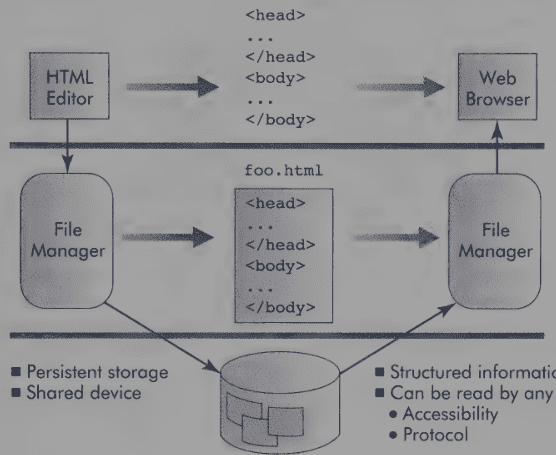 <head>
...
</head>
<body>
...
</body>
HTML
Editor
Web
Browser
foo.html
File
Manager
<head>
...
</head>
<body>
...
</body>
File
Manager
■ Persistent storage
■ Shared device
■ Structured informatio
■ Can be read by any
● Accessibility
● Protocol